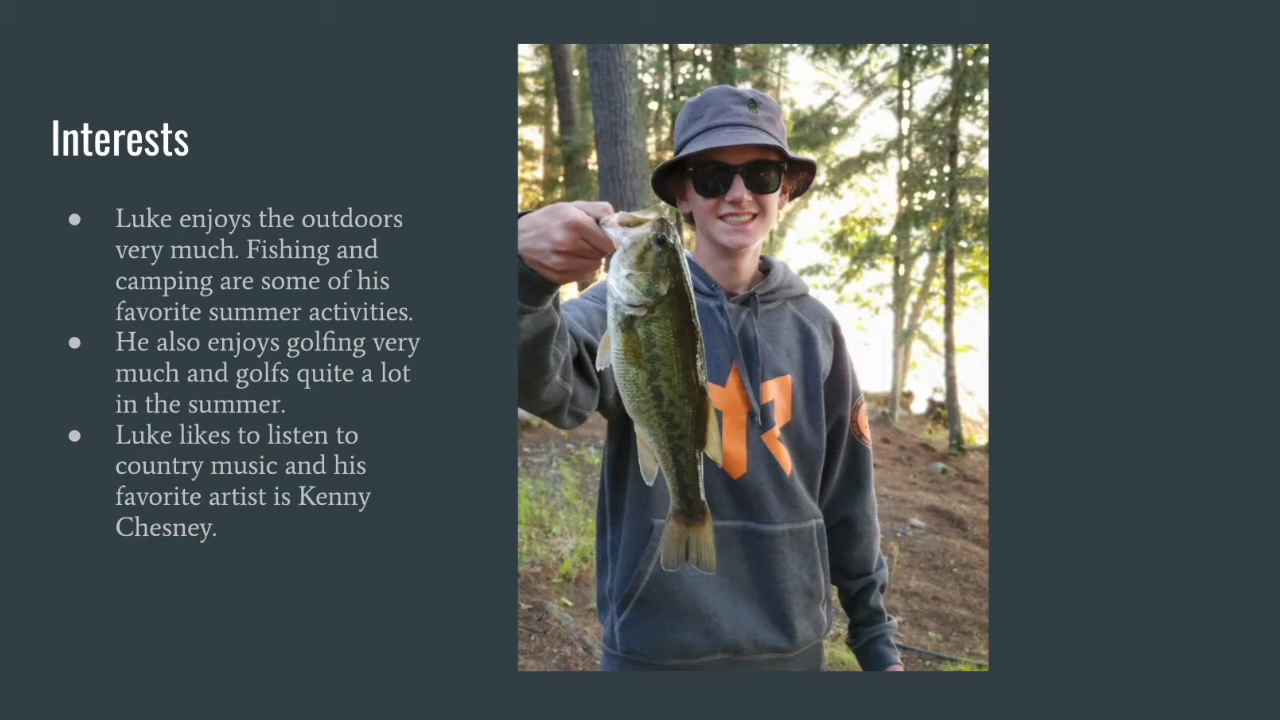 Interests
● Luke enjoys the outdoors
very much. Fishing and
camping are some of his
favorite summer activities.
● He also enjoys golfing very
much and golfs quite a lot
in the summer.
● Luke likes to listen to
country music and his
favorite artist is Kenny
Chesney.